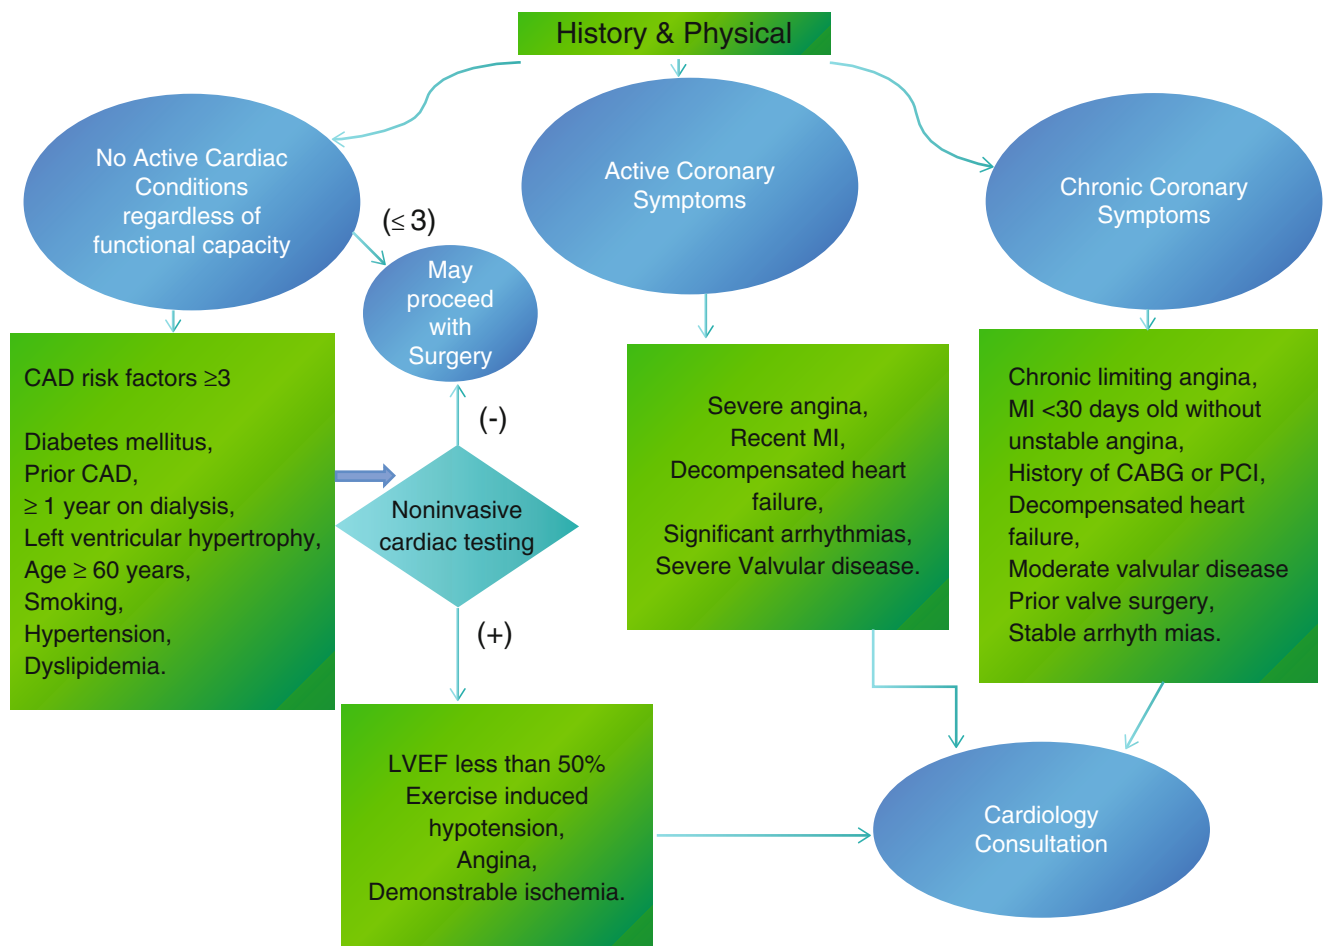 History & Physical
No Active Cardiac
Conditions
regardless of
functional capacity
(≤ 3)
May
proceed
with
Surgery
Active Coronary
Symptoms
Chronic Coronary
Symptoms
CAD risk factors ≥3
Diabetes mellitus,
Prior CAD,
≥ 1 year on dialysis,
Left ventricular hypertrophy,
Age ≥ 60 years,
Smoking,
Hypertension,
Dyslipidemia.
(-)
Noninvasive
cardiac testing
(+)
Severe angina,
Recent MI,
Decompensated heart
failure,
Significant arrhythmias,
Severe Valvular disease.
Chronic limiting angina,
MI <30 days old without
unstable angina,
History of CABG or PCI,
Decompensated heart
failure,
Moderate valvular disease
Prior valve surgery,
Stable arrhyth mias.
LVEF less than 50%
Exercise induced
hypotension,
Angina,
Demonstrable ischemia.
Cardiology
Consultation